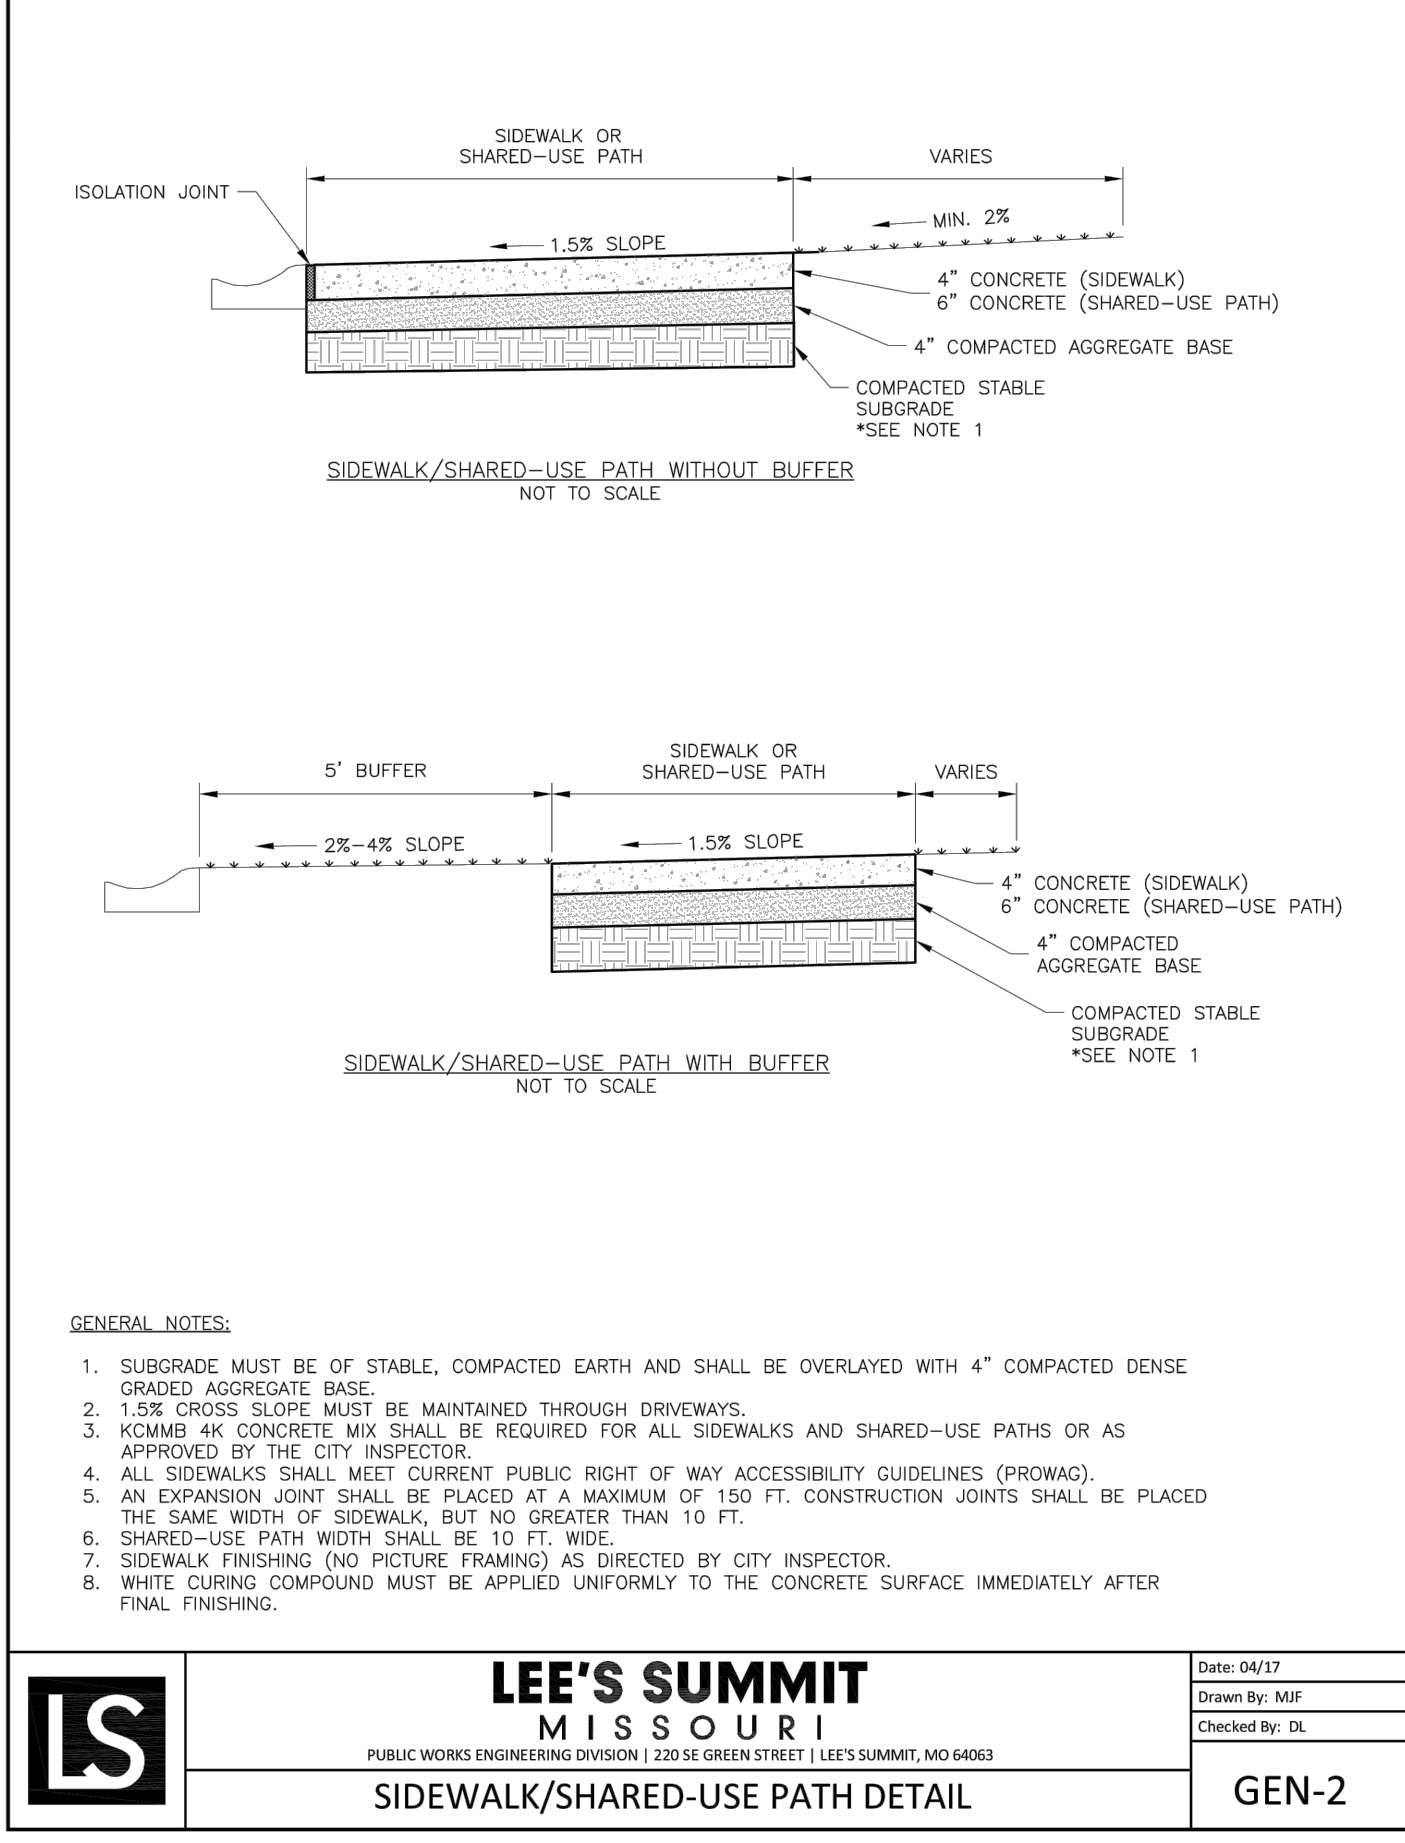 SIDEWALK OR
SHARED-USE PATH
VARIES
ISOLATION JOINT
MIN. 2%
1.5% SLOPE
4" CONCRETE (SIDEWALK)
6" CONCRETE (SHARED-USE PATH)
4" COMPACTED AGGREGATE BASE
COMPACTED STABLE
SUBGRADE
*SEE NOTE 1
SIDEWALK/SHARED-USE PATH WITHOUT BUFFER
NOT TO SCALE
5' BUFFER
SIDEWALK OR
SHARED-USE PATH
VARIES
2%-4% SLOPE
1.5% SLOPE
4" CONCRETE (SIDEWALK)
6" CONCRETE (SHARED-USE PATH)
4" COMPACTED
AGGREGATE BASE
COMPACTED STABLE
SUBGRADE
*SEE NOTE 1
SIDEWALK/SHARED-USE PATH WITH BUFFER
NOT TO SCALE
GENERAL NOTES:
1. SUBGRADE MUST BE OF STABLE, COMPACTED EARTH AND SHALL BE OVERLAYED WITH 4" COMPACTED DENSE
GRADED AGGREGATE BASE.
2. 1.5% CROSS SLOPE MUST BE MAINTAINED THROUGH DRIVEWAYS.
3. KCMMB 4K CONCRETE MIX SHALL BE REQUIRED FOR ALL SIDEWALKS AND SHARED-USE PATHS OR AS
APPROVED BY THE CITY INSPECTOR.
4. ALL SIDEWALKS SHALL MEET CURRENT PUBLIC RIGHT OF WAY ACCESSIBILITY GUIDELINES (PROWAG).
5. AN EXPANSION JOINT SHALL BE PLACED AT A MAXIMUM OF 150 FT. CONSTRUCTION JOINTS SHALL BE PLACED
THE SAME WIDTH OF SIDEWALK, BUT NO GREATER THAN 10 FT.
6. SHARED-USE PATH WIDTH SHALL BE 10 FT. WIDE.
7. SIDEWALK FINISHING (NO PICTURE FRAMING) AS DIRECTED BY CITY INSPECTOR.
8. WHITE CURING COMPOUND MUST BE APPLIED UNIFORMLY TO THE CONCRETE SURFACE IMMEDIATELY AFTER
FINAL FINISHING.
LS
LEE'S SUMMIT
MISSOURI
PUBLIC WORKS ENGINEERING DIVISION | 220 SE GREEN STREET | LEE'S SUMMIT, MO 64063
SIDEWALK/SHARED-USE PATH DETAIL
Date: 04/17
Drawn By: MJF
Checked By: DL
GEN-2